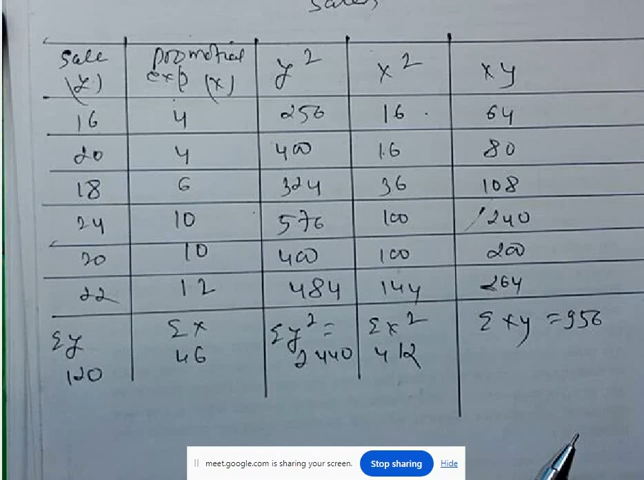 Sales
Sale (y) promotional exp (x) y² x² xy
16 4 256 16 64
20 4 400 16 80
18 6 324 36 108
24 10 576 100 240
20 10 400 100 200
22 12 484 144 264
Σy 120 Σx 46 Σy² = 2440 Σx² 412 Σxy = 956
meet.google.com is sharing your screen. Stop sharing Hide